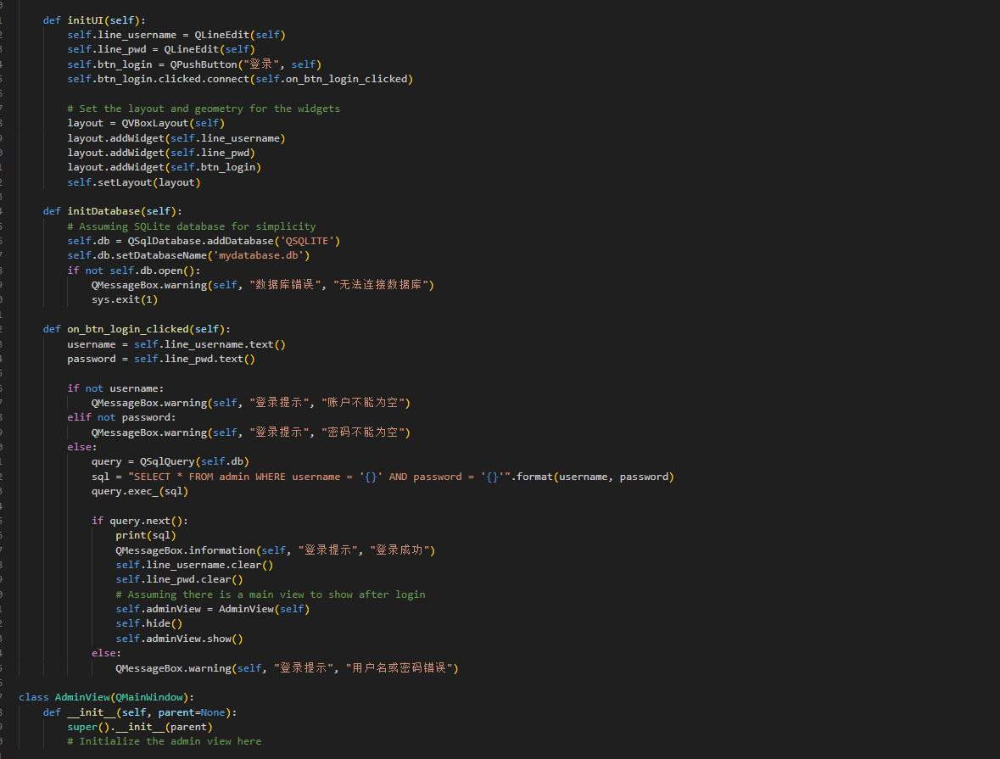 def initUI(self):
self.line_username = QLineEdit(self)
self.line_pwd = QLineEdit(self)
self.btn_login = QPushButton("登录", self)
self.btn_login.clicked.connect(self.on_btn_login_clicked)
# Set the layout and geometry for the widgets
layout = QVBoxLayout(self)
layout.addWidget(self.line_username)
layout.addWidget(self.line_pwd)
layout.addWidget(self.btn_login)
self.setLayout(layout)
def initDatabase(self):
# Assuming SQLite database for simplicity
self.db = QSqlDatabase.addDatabase('QSQLITE')
self.db.setDatabaseName('mydatabase.db')
if not self.db.open():
QMessageBox.warning(self, "数据库错误", "无法连接数据库")
sys.exit(1)
def on_btn_login_clicked(self):
username = self.line_username.text()
password = self.line_pwd.text()
if not username:
QMessageBox.warning(self, "登录提示", "账户不能为空")
elif not password:
QMessageBox.warning(self, "登录提示", "密码不能为空")
else:
query = QSqlQuery(self.db)
sql = "SELECT * FROM admin WHERE username = '{}' AND password = '{}'".format(username, password)
query.exec_(sql)
if query.next():
print(sql)
QMessageBox.information(self, "登录提示", "登录成功")
self.line_username.clear()
self.line_pwd.clear()
# Assuming there is a main view to show after login
self.adminView = AdminView(self)
self.hide()
self.adminView.show()
else:
QMessageBox.warning(self, "登录提示", "用户名或密码错误")
class AdminView(QMainWindow):
def __init__(self, parent=None):
super().__init__(parent)
# Initialize the admin view here